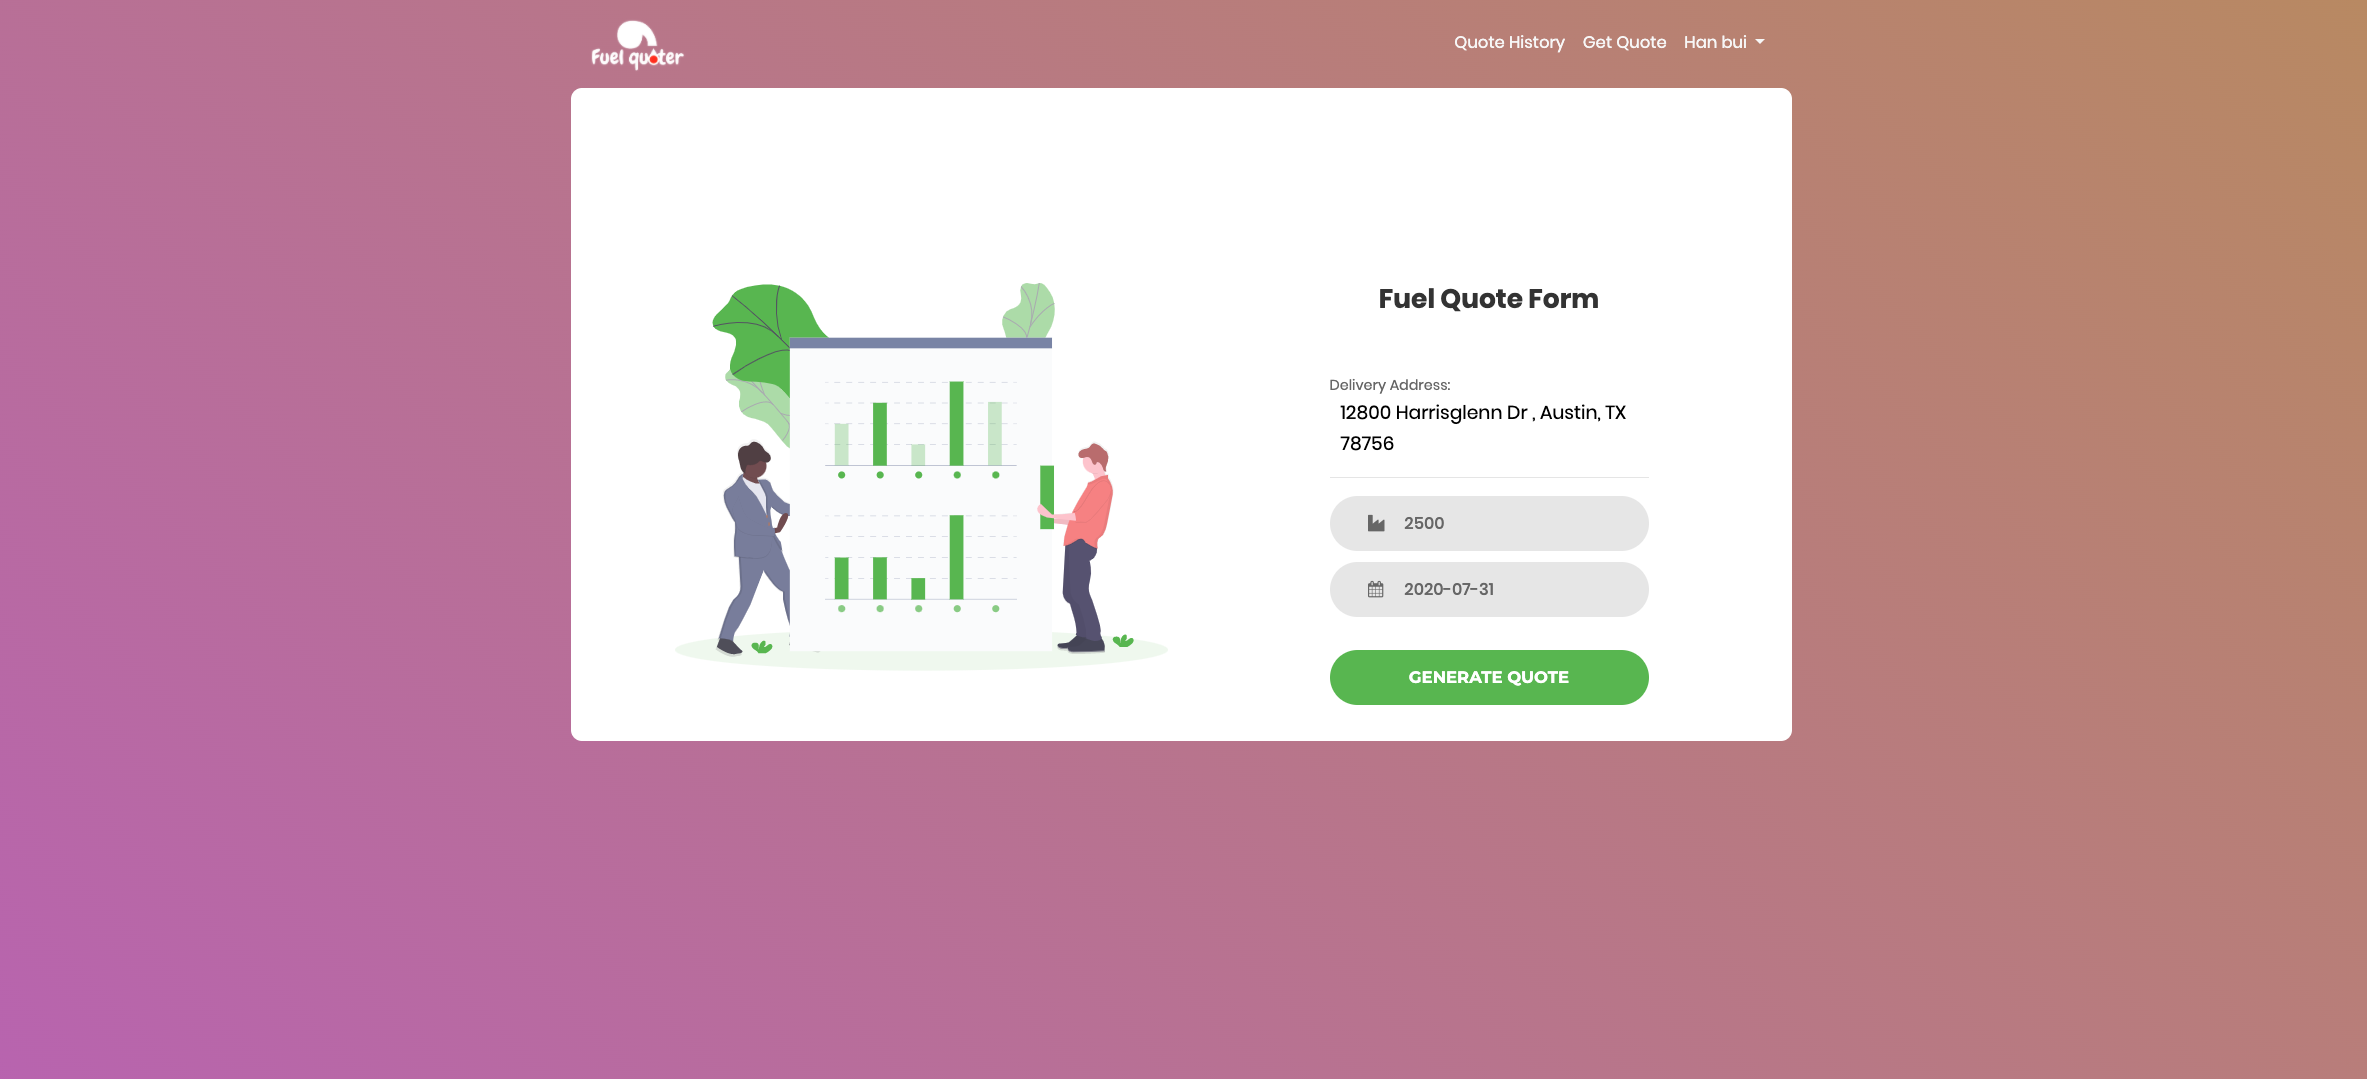 Fuel quoter
Quote History Get Quote Han bui
Fuel Quote Form
Delivery Address:
12800 Harrisglenn Dr , Austin, TX
78756
2500
2020-07-31
GENERATE QUOTE